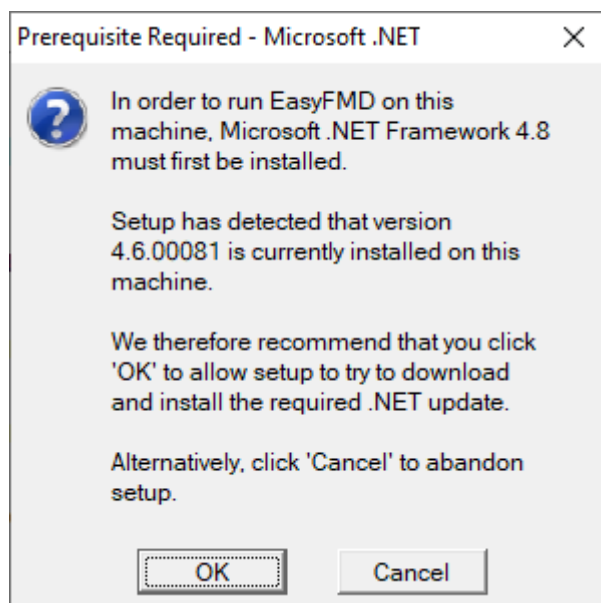 Prerequisite Required - Microsoft .NET
In order to run EasyFMD on this
machine, Microsoft .NET Framework 4.8
must first be installed.
Setup has detected that version
4.6.00081 is currently installed on this
machine.
We therefore recommend that you click
'OK' to allow setup to try to download
and install the required .NET update.
Alternatively, click 'Cancel' to abandon
setup.
OK
Cancel